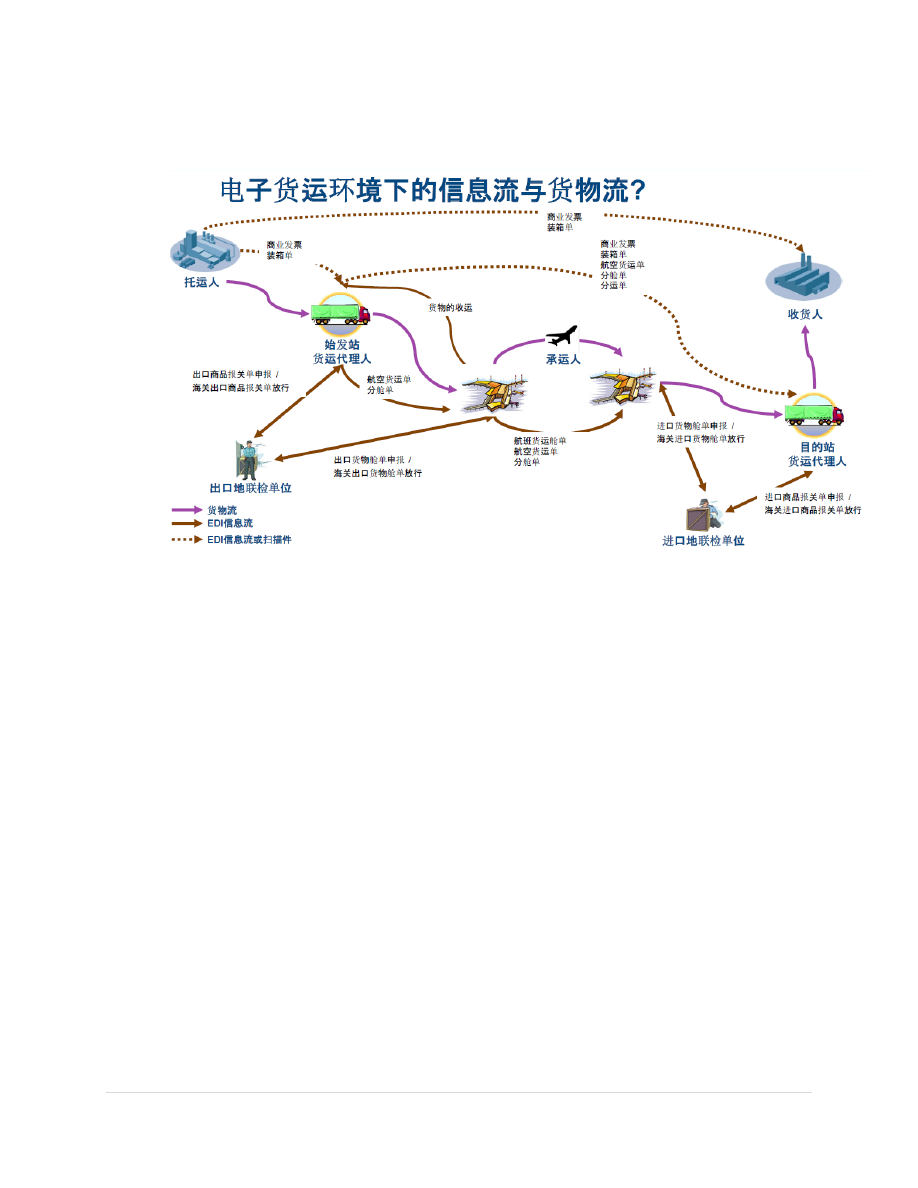 电子货运环境下的信息流与货物流?
商业发票
装箱单
商业发票
装箱单
商业发票
装箱单
航空货运单
分舱单
分运单
托运人
收货人
货物的收运
始发站
货运代理人
承运人
出口商品报关单申报 /
海关出口商品报关单放行
航空货运单
分舱单
进口货物舱单申报 /
海关进口货物舱单放行
目的站
货运代理人
航班货运舱单
航空货运单
分舱单
出口货物舱单申报 /
海关出口货物舱单放行
出口地联检单位
进口商品报关单申报 /
海关进口商品报关单放行
进口地联检单位
货物流
EDI信息流
EDI信息流或扫描件